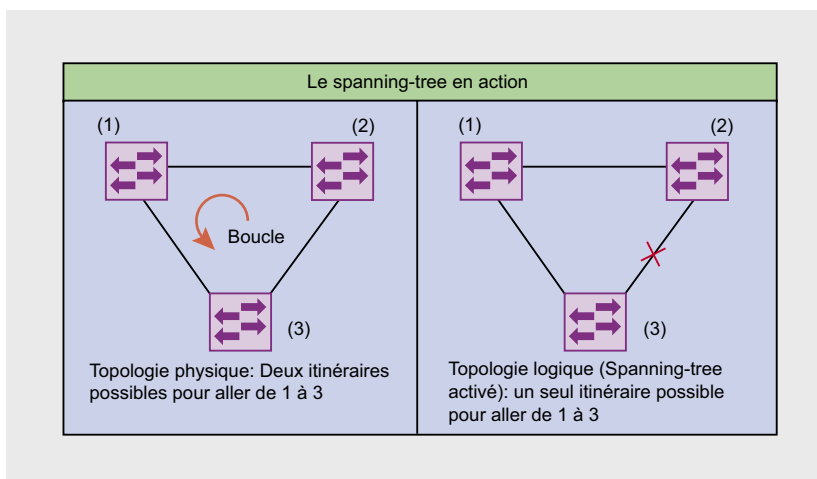 Le spanning-tree en action
(1)
(2)
Boucle
(3)
Topologie physique: Deux itinéraires
possibles pour aller de 1 à 3
(1)
(2)
(3)
Topologie logique (Spanning-tree
activé): un seul itinéraire possible
pour aller de 1 à 3